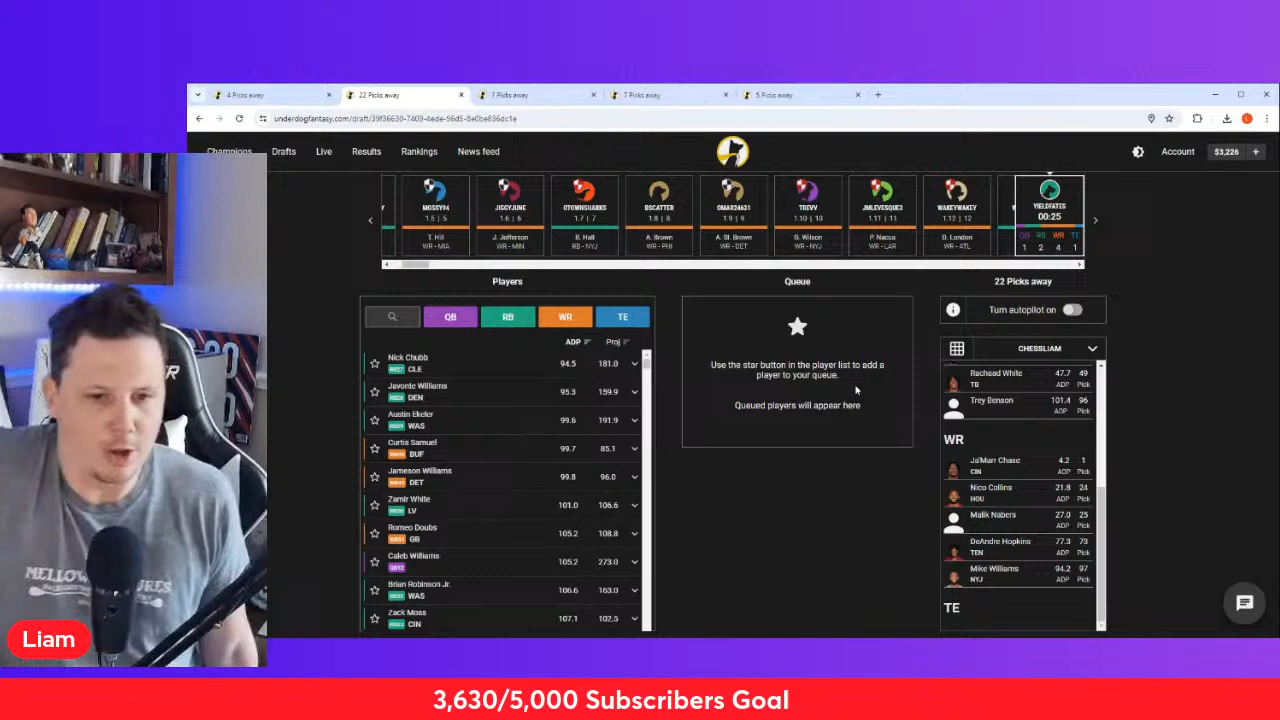 4 Picks away
22 Picks away
7 Picks away
7 Picks away
5 Picks away
underdogfantasy.com/draft/39f36630-7409-4ede-96d5-8e0be836dc1e
Champions Drafts Live Results Rankings News feed
Account $3,226 +
MOSSY94
1.5 | 5
T. Hill
WR - MIA
JIGGYJUNE
1.6 | 6
J. Jefferson
WR - MIN
OTOWNSHARKS
1.7 | 7
B. Hall
RB - NYJ
BSCATTER
1.8 | 8
A. Brown
WR - PHI
OMAR24631
1.9 | 9
A. St. Brown
WR - DET
TREVV
1.10 | 10
G. Wilson
WR - NYJ
JMLEVESQUE3
1.11 | 11
P. Nacua
WR - LAR
WAKEYWAKEY
1.12 | 12
D. London
WR - ATL
YIELDFATES
00:25
QB RB WR TE
1 2 4 1
Players
QB RB WR TE
ADP Proj
Nick Chubb 94.5 181.0
RB27 CLE
Javonte Williams 95.3 159.9
RB28 DEN
Austin Ekeler 99.6 191.9
RB29 WAS
Curtis Samuel 99.7 85.1
BUF
Jameson Williams 99.8 96.0
DET
Zamir White 101.0 106.6
LV
Romeo Doubs 105.2 108.8
GB
Caleb Williams 105.2 273.0
QB12
Brian Robinson Jr. 106.6 163.0
WAS
Zack Moss 107.1 102.5
CIN
Queue
Use the star button in the player list to add a
player to your queue.
Queued players will appear here
22 Picks away
Turn autopilot on
CHESSLIAM
Rachaad White 47.7 49
TB ADP Pick
Trey Benson 101.4 96
ADP Pick
WR
Ja'Marr Chase 4.2 1
CIN ADP Pick
Nico Collins 21.8 24
HOU ADP Pick
Malik Nabers 27.0 25
ADP Pick
DeAndre Hopkins 77.3 73
TEN ADP Pick
Mike Williams 94.2 97
NYJ ADP Pick
TE
Liam
3,630/5,000 Subscribers Goal